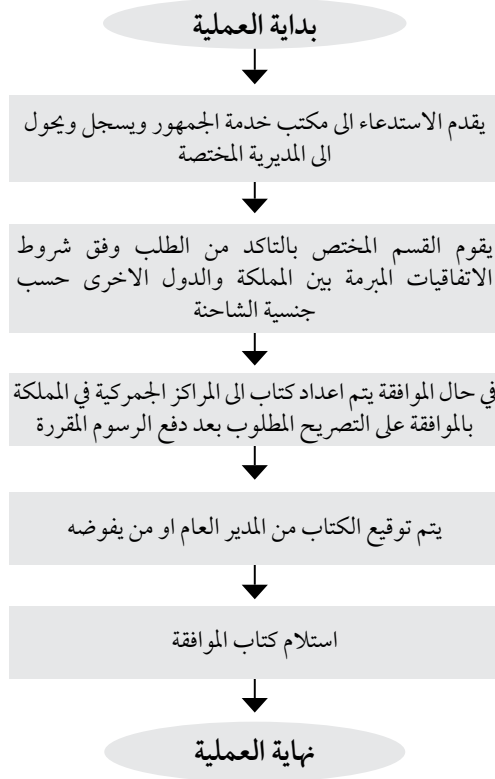 بداية العملية
يقدم الاستدعاء الى مكتب خدمة الجمهور ويسجل ويحول
الى المديرية المختصة
يقوم القسم المختص بالتاكد من الطلب وفق شروط
الاتفاقيات المبرمة بين المملكة والدول الاخرى حسب
جنسية الشاحنة
في حال الموافقة يتم اعداد كتاب الى المراكز الجمركية في المملكة
بالموافقة على التصريح المطلوب بعد دفع الرسوم المقررة
يتم توقيع الكتاب من المدير العام او من يفوضه
استلام كتاب الموافقة
نهاية العملية